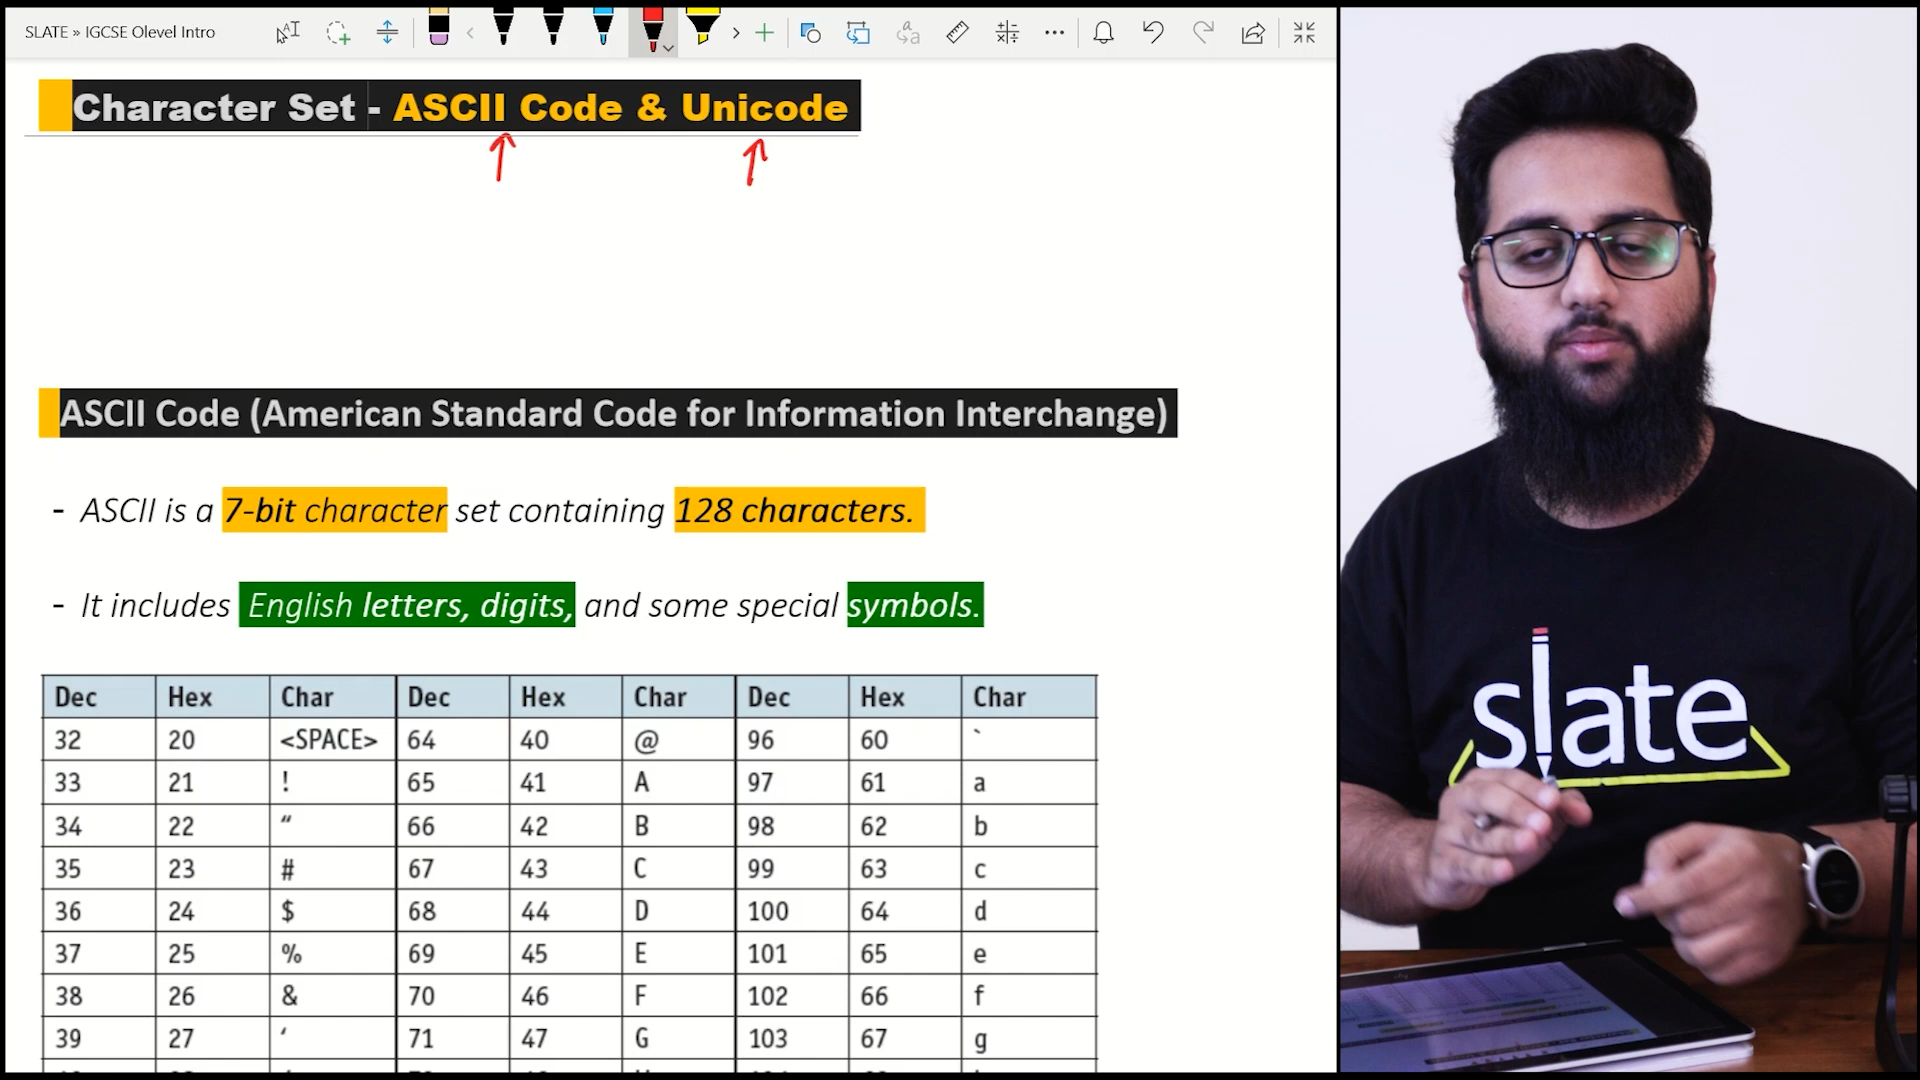 SLATE » IGCSE Olevel Intro
Character Set - ASCII Code & Unicode
ASCII Code (American Standard Code for Information Interchange)
- ASCII is a 7-bit character set containing 128 characters.
- It includes English letters, digits, and some special symbols.
Dec Hex Char Dec Hex Char Dec Hex Char
32 20 <SPACE> 64 40 @ 96 60 `
33 21 ! 65 41 A 97 61 a
34 22 “ 66 42 B 98 62 b
35 23 # 67 43 C 99 63 c
36 24 $ 68 44 D 100 64 d
37 25 % 69 45 E 101 65 e
38 26 & 70 46 F 102 66 f
39 27 ‘ 71 47 G 103 67 g
slate